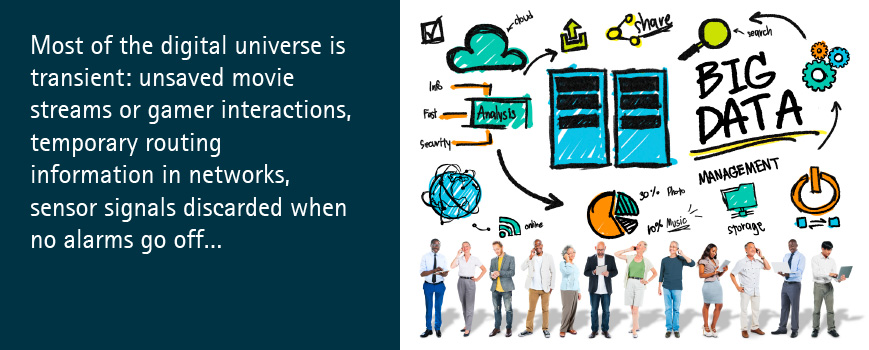 Most of the digital universe is
transient: unsaved movie
streams or gamer interactions,
temporary routing
information in networks,
sensor signals discarded when
no alarms go off...
cloud
share
search
BIG
DATA
MANAGEMENT
Info
Fast
Analysis
Security
30% Photo
10% Music
online
storage